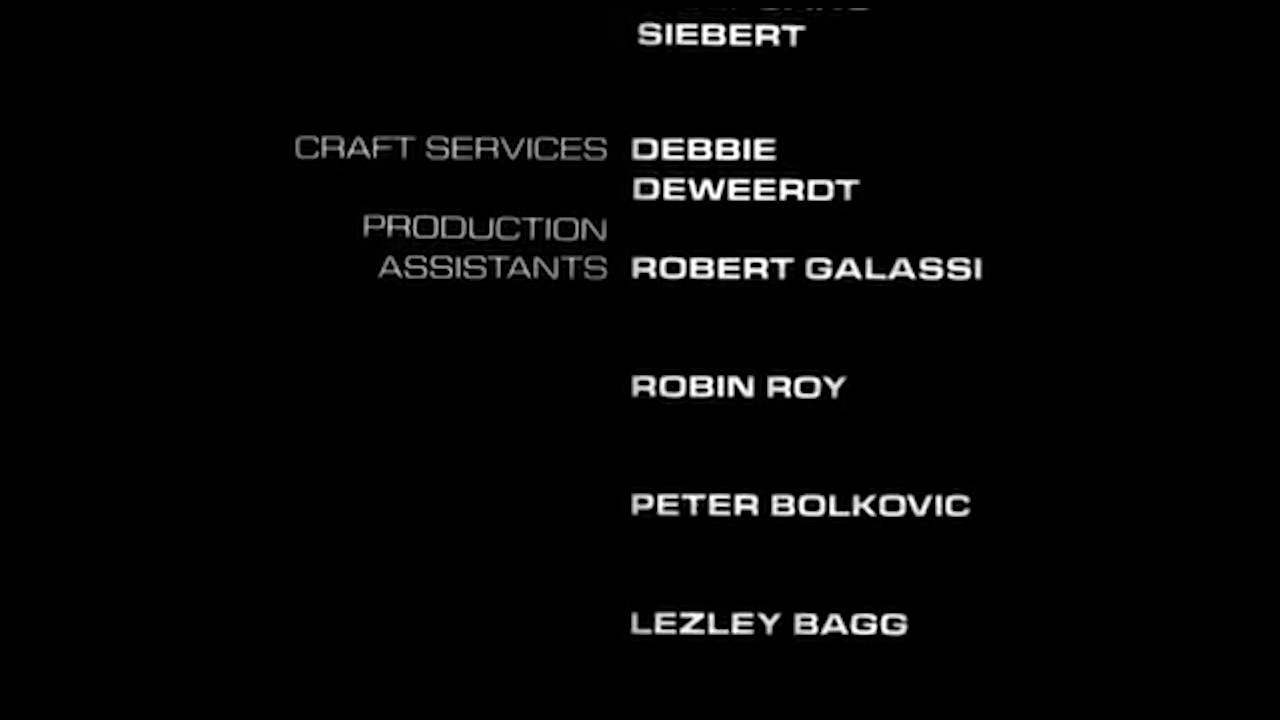 SIEBERT
CRAFT SERVICES DEBBIE
DEWEERDT
PRODUCTION
ASSISTANTS ROBERT GALASSI
ROBIN ROY
PETER BOLKOVIC
LEZLEY BAGG